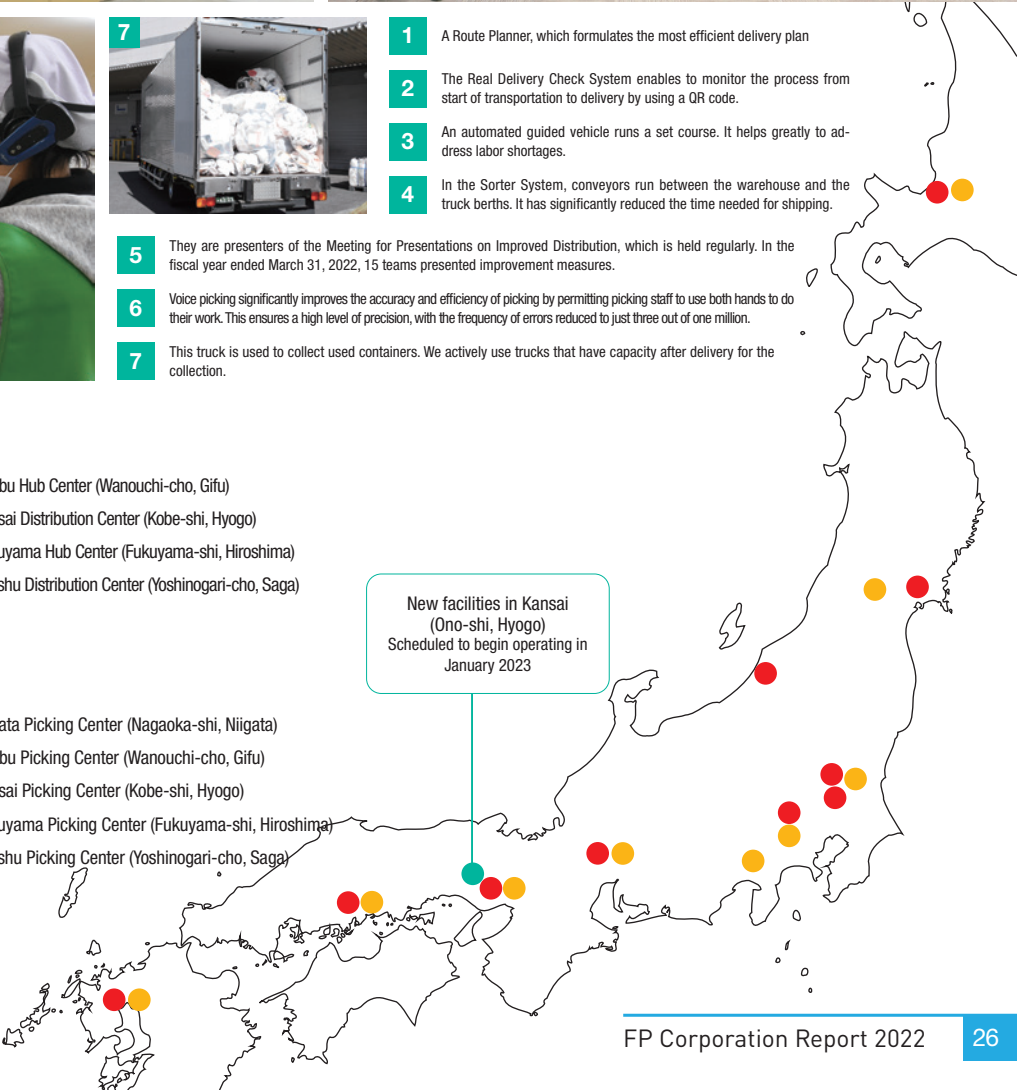 7
1
A Route Planner, which formulates the most efficient delivery plan
2
The Real Delivery Check System enables to monitor the process from
start of transportation to delivery by using a QR code.
3
An automated guided vehicle runs a set course. It helps greatly to ad-
dress labor shortages.
4
In the Sorter System, conveyors run between the warehouse and the
truck berths. It has significantly reduced the time needed for shipping.
5
They are presenters of the Meeting for Presentations on Improved Distribution, which is held regularly. In the
fiscal year ended March 31, 2022, 15 teams presented improvement measures.
6
Voice picking significantly improves the accuracy and efficiency of picking by permitting picking staff to use both hands to do
their work. This ensures a high level of precision, with the frequency of errors reduced to just three out of one million.
7
This truck is used to collect used containers. We actively use trucks that have capacity after delivery for the
collection.
bu Hub Center (Wanouchi-cho, Gifu)
sai Distribution Center (Kobe-shi, Hyogo)
uyama Hub Center (Fukuyama-shi, Hiroshima)
shu Distribution Center (Yoshinogari-cho, Saga)
New facilities in Kansai
(Ono-shi, Hyogo)
Scheduled to begin operating in
January 2023
ata Picking Center (Nagaoka-shi, Niigata)
bu Picking Center (Wanouchi-cho, Gifu)
sai Picking Center (Kobe-shi, Hyogo)
uyama Picking Center (Fukuyama-shi, Hiroshima)
shu Picking Center (Yoshinogari-cho, Saga)
FP Corporation Report 2022
26